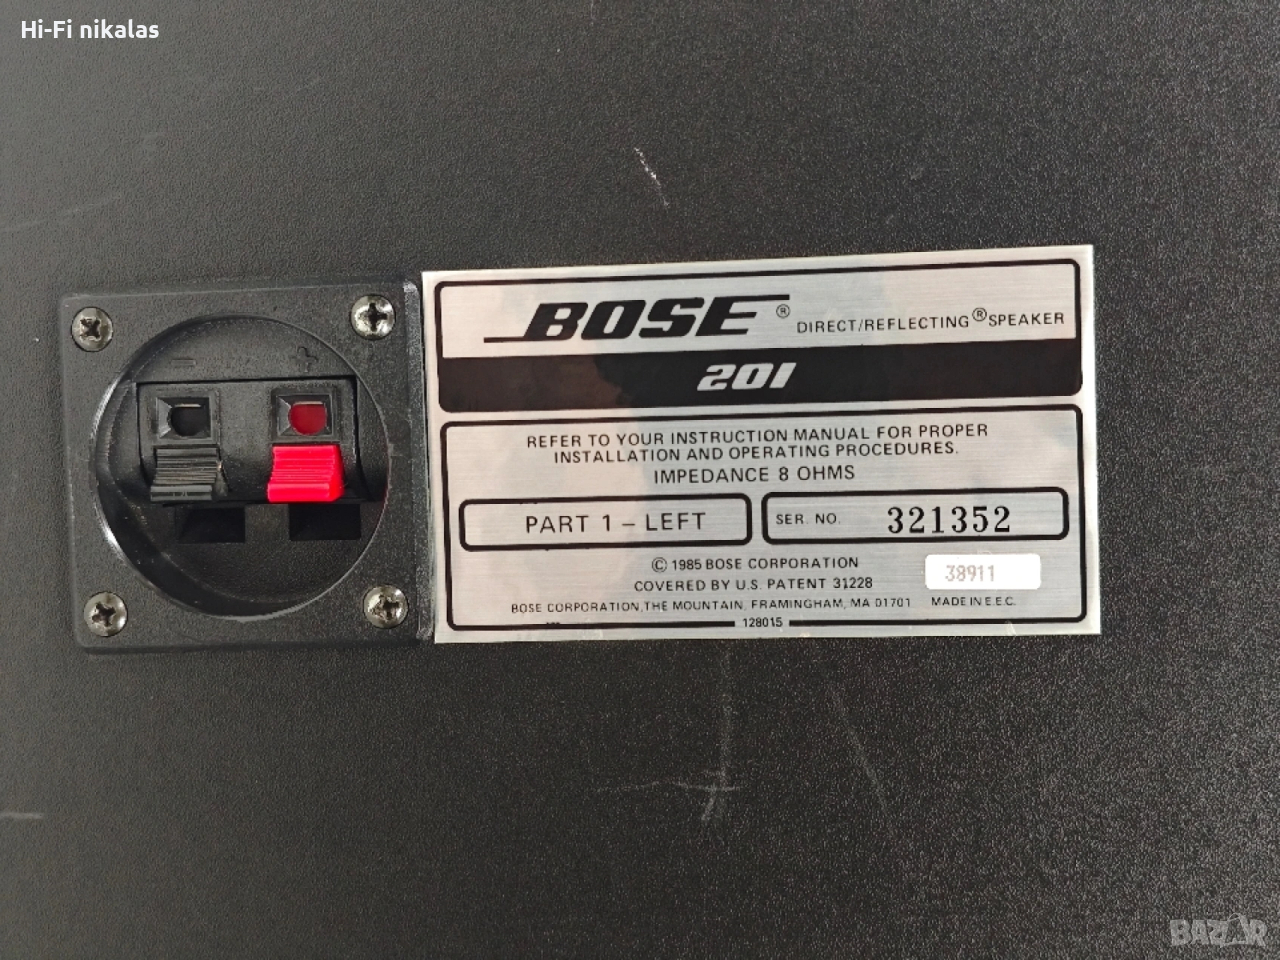 Hi-Fi nikalas
BOSE® DIRECT/REFLECTING® SPEAKER
201
REFER TO YOUR INSTRUCTION MANUAL FOR PROPER
INSTALLATION AND OPERATING PROCEDURES.
IMPEDANCE 8 OHMS
PART 1 – LEFT
SER. NO. 321352
© 1985 BOSE CORPORATION
COVERED BY U.S. PATENT 31228
38911
BOSE CORPORATION, THE MOUNTAIN, FRAMINGHAM, MA 01701 MADE IN E.E.C.
128015
− +
BAZAR